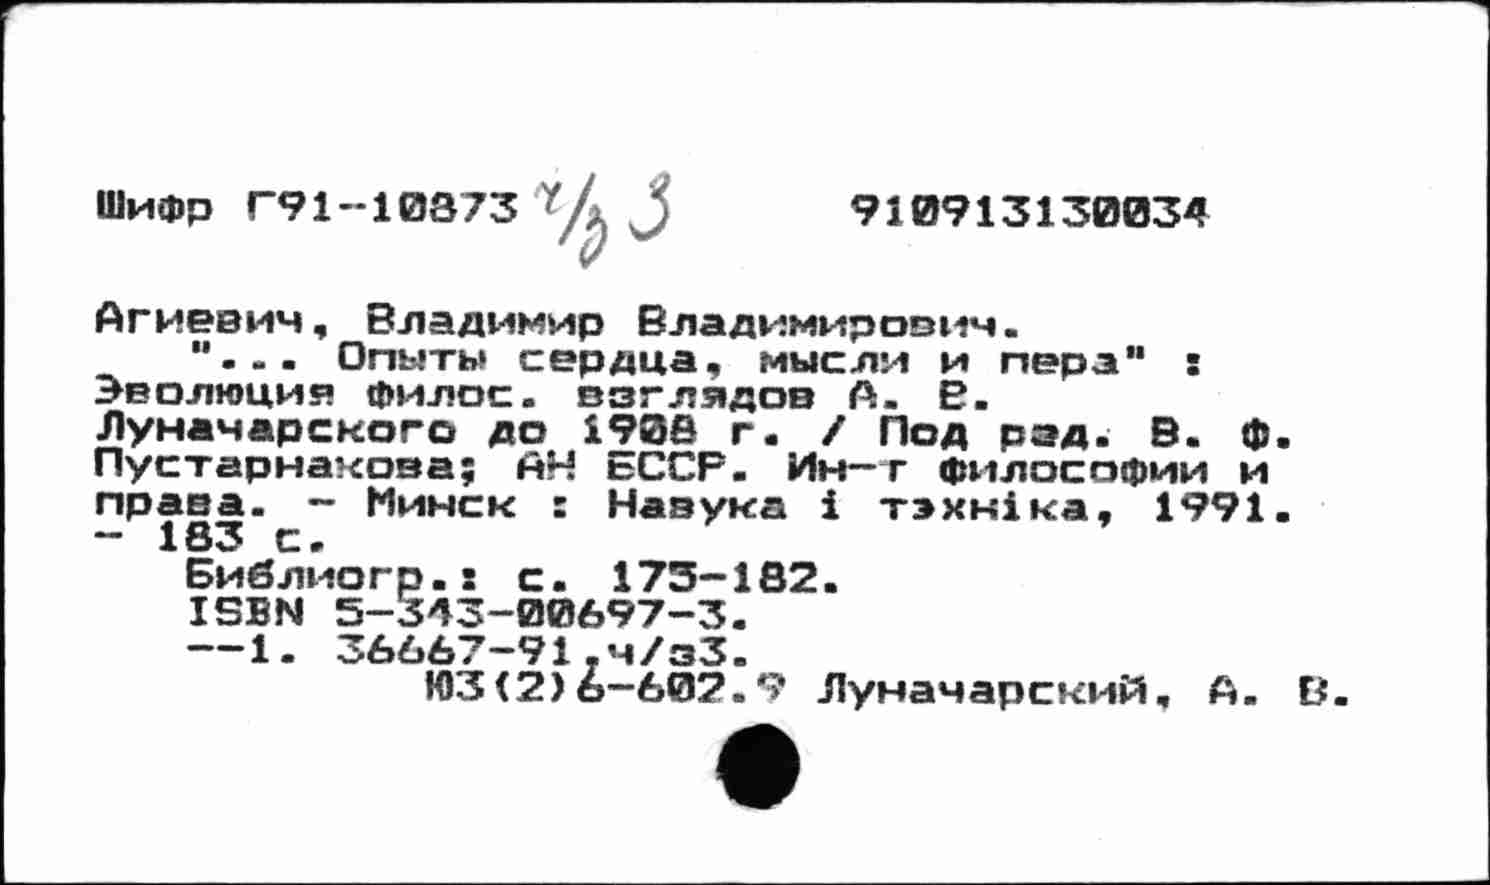 Шифр Г91-10873 ч/з 3 910913130034
Агиевич, Владимир Владимирович.
"... Опыты сердца, мысли и пера" :
Эволюция филос. взглядов А. В.
Луначарского до 1908 г. / Под ред. В. Ф.
Пустарнакова; АН БССР. Ин-т философии и
права. - Минск : Навука і тэхніка, 1991.
- 183 с.
Библиогр.: с. 175-182.
ISBN 5-343-00697-3.
--1. 36667-91.ч/з3.
Ю3(2)6-602.9 Луначарский, А. В.